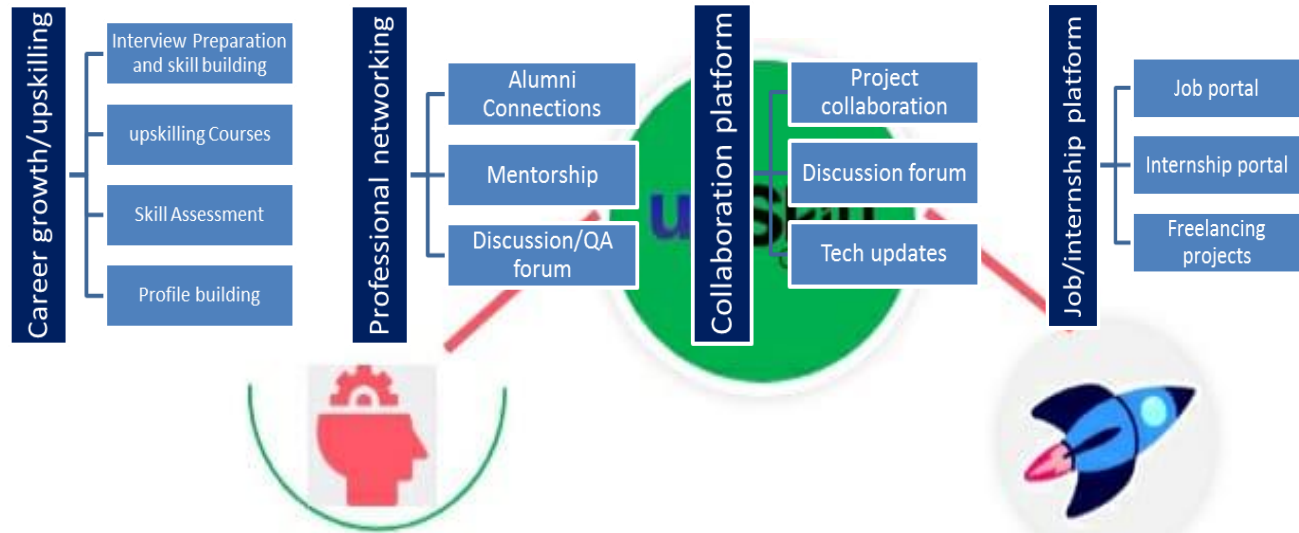 Career growth/upskilling
Interview Preparation
and skill building
upskilling Courses
Skill Assessment
Profile building
Professional networking
Alumni
Connections
Mentorship
Discussion/QA
forum
Collaboration platform
Project
collaboration
Discussion forum
Tech updates
Job/internship platform
Job portal
Internship portal
Freelancing
projects